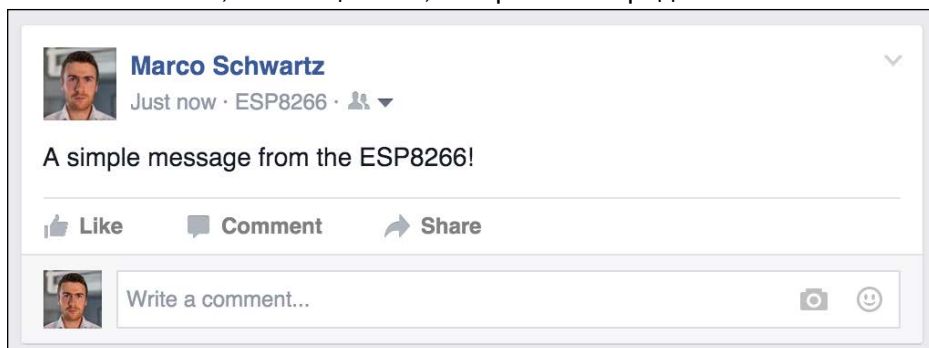 Marco Schwartz
Just now · ESP8266 ·
A simple message from the ESP8266!
Like Comment Share
Write a comment...